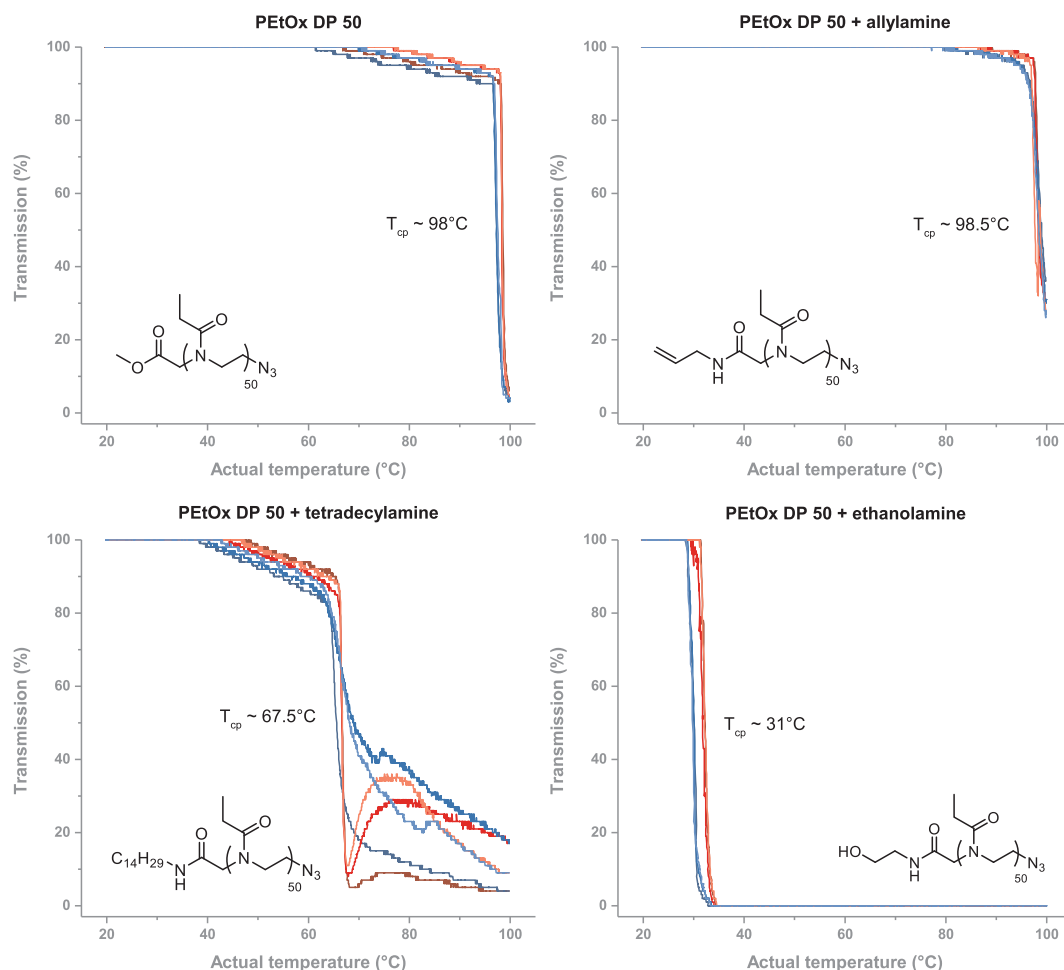 PEtOx DP 50
Transmission (%)
100
80
60
40
20
0
T_cp ~ 98°C
O
O
O
N
N₃
50
20
40
60
80
100
Actual temperature (°C)
PEtOx DP 50 + allylamine
Transmission (%)
100
80
60
40
20
0
T_cp ~ 98.5°C
O
O
N
H
N
N₃
50
20
40
60
80
100
Actual temperature (°C)
PEtOx DP 50 + tetradecylamine
Transmission (%)
100
80
60
40
20
0
T_cp ~ 67.5°C
O
O
C₁₄H₂₉
N
H
N
N₃
50
20
40
60
80
100
Actual temperature (°C)
PEtOx DP 50 + ethanolamine
Transmission (%)
100
80
60
40
20
0
T_cp ~ 31°C
O
O
HO
N
H
N
N₃
50
20
40
60
80
100
Actual temperature (°C)